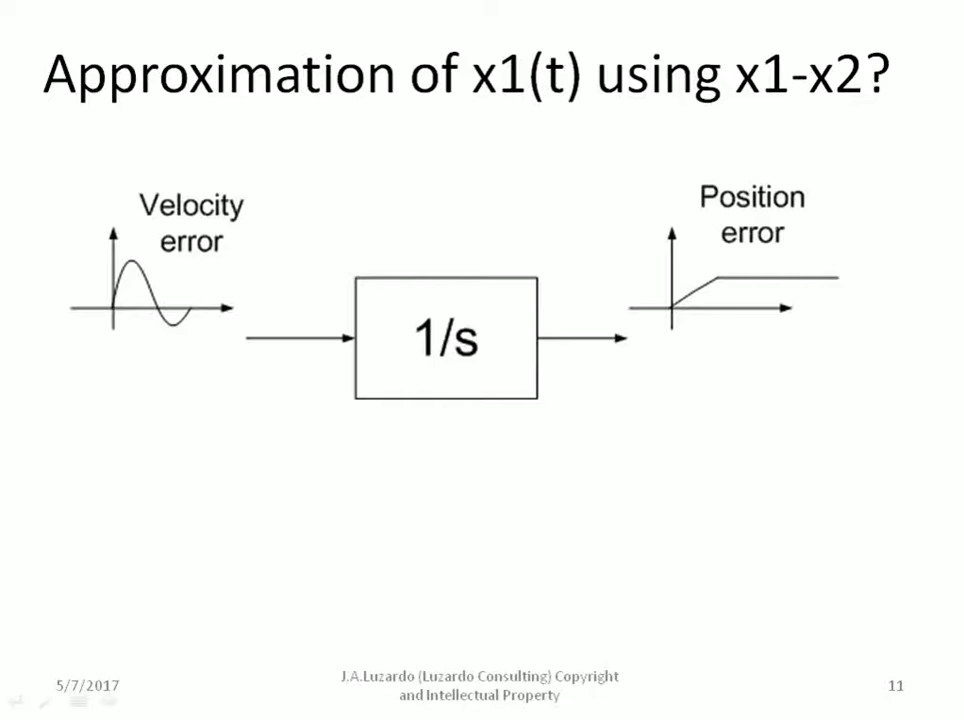 Approximation of x1(t) using x1-x2?
Velocity
error
Position
error
1/s
5/7/2017
J.A.Luzardo (Luzardo Consulting) Copyright
and Intellectual Property
11